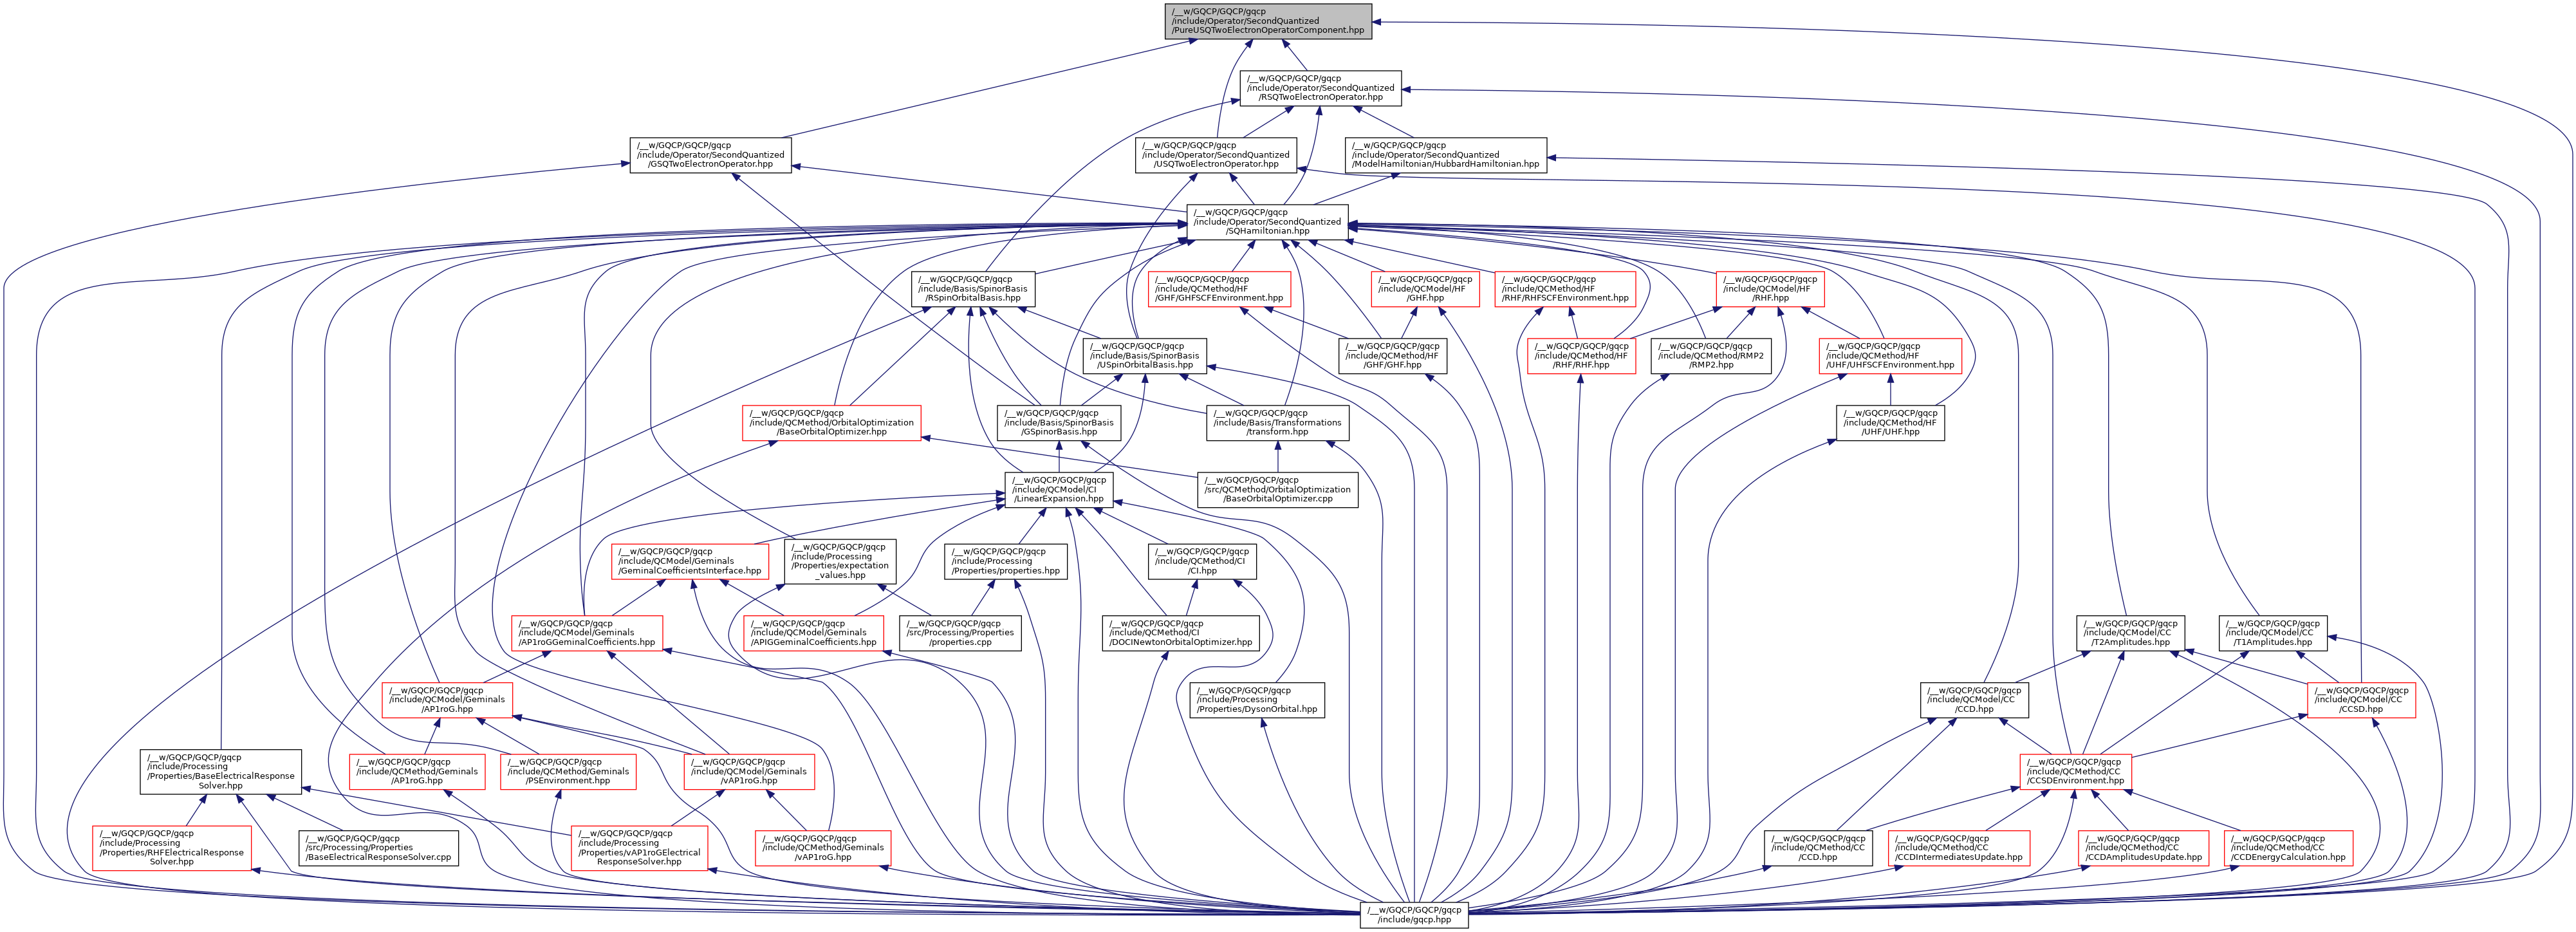 /__w/GQCP/GQCP/gqcp
/include/Operator/SecondQuantized
/PureUSQTwoElectronOperatorComponent.hpp
/__w/GQCP/GQCP/gqcp
/include/Operator/SecondQuantized
/RSQTwoElectronOperator.hpp
/__w/GQCP/GQCP/gqcp
/include/Operator/SecondQuantized
/GSQTwoElectronOperator.hpp
/__w/GQCP/GQCP/gqcp
/include/Operator/SecondQuantized
/USQTwoElectronOperator.hpp
/__w/GQCP/GQCP/gqcp
/include/Operator/SecondQuantized
/ModelHamiltonian/HubbardHamiltonian.hpp
/__w/GQCP/GQCP/gqcp
/include/Operator/SecondQuantized
/SQHamiltonian.hpp
/__w/GQCP/GQCP/gqcp
/include/Basis/SpinorBasis
/RSpinOrbitalBasis.hpp
/__w/GQCP/GQCP/gqcp
/include/QCMethod/HF
/GHF/GHFSCFEnvironment.hpp
/__w/GQCP/GQCP/gqcp
/include/QCModel/HF
/GHF.hpp
/__w/GQCP/GQCP/gqcp
/include/QCMethod/HF
/RHF/RHFSCFEnvironment.hpp
/__w/GQCP/GQCP/gqcp
/include/QCModel/HF
/RHF.hpp
/__w/GQCP/GQCP/gqcp
/include/Basis/SpinorBasis
/USpinOrbitalBasis.hpp
/__w/GQCP/GQCP/gqcp
/include/QCMethod/HF
/GHF/GHF.hpp
/__w/GQCP/GQCP/gqcp
/include/QCMethod/HF
/RHF/RHF.hpp
/__w/GQCP/GQCP/gqcp
/include/QCMethod/RMP2
/RMP2.hpp
/__w/GQCP/GQCP/gqcp
/include/QCMethod/HF
/UHF/UHFSCFEnvironment.hpp
/__w/GQCP/GQCP/gqcp
/include/QCMethod/OrbitalOptimization
/BaseOrbitalOptimizer.hpp
/__w/GQCP/GQCP/gqcp
/include/Basis/SpinorBasis
/GSpinorBasis.hpp
/__w/GQCP/GQCP/gqcp
/include/Basis/Transformations
/transform.hpp
/__w/GQCP/GQCP/gqcp
/include/QCMethod/HF
/UHF/UHF.hpp
/__w/GQCP/GQCP/gqcp
/include/QCModel/CI
/LinearExpansion.hpp
/__w/GQCP/GQCP/gqcp
/src/QCMethod/OrbitalOptimization
/BaseOrbitalOptimizer.cpp
/__w/GQCP/GQCP/gqcp
/include/QCModel/Geminals
/GeminalCoefficientsInterface.hpp
/__w/GQCP/GQCP/gqcp
/include/Processing
/Properties/expectation
_values.hpp
/__w/GQCP/GQCP/gqcp
/include/Processing
/Properties/properties.hpp
/__w/GQCP/GQCP/gqcp
/include/QCMethod/CI
/CI.hpp
/__w/GQCP/GQCP/gqcp
/include/QCModel/Geminals
/AP1roGGeminalCoefficients.hpp
/__w/GQCP/GQCP/gqcp
/include/QCModel/Geminals
/APIGGeminalCoefficients.hpp
/__w/GQCP/GQCP/gqcp
/src/Processing/Properties
/properties.cpp
/__w/GQCP/GQCP/gqcp
/include/QCMethod/CI
/DOCINewtonOrbitalOptimizer.hpp
/__w/GQCP/GQCP/gqcp
/include/QCModel/CC
/T2Amplitudes.hpp
/__w/GQCP/GQCP/gqcp
/include/QCModel/CC
/T1Amplitudes.hpp
/__w/GQCP/GQCP/gqcp
/include/QCModel/Geminals
/AP1roG.hpp
/__w/GQCP/GQCP/gqcp
/include/Processing
/Properties/DysonOrbital.hpp
/__w/GQCP/GQCP/gqcp
/include/QCModel/CC
/CCD.hpp
/__w/GQCP/GQCP/gqcp
/include/QCModel/CC
/CCSD.hpp
/__w/GQCP/GQCP/gqcp
/include/Processing
/Properties/BaseElectricalResponse
Solver.hpp
/__w/GQCP/GQCP/gqcp
/include/QCMethod/Geminals
/AP1roG.hpp
/__w/GQCP/GQCP/gqcp
/include/QCMethod/Geminals
/PSEnvironment.hpp
/__w/GQCP/GQCP/gqcp
/include/QCModel/Geminals
/vAP1roG.hpp
/__w/GQCP/GQCP/gqcp
/include/QCMethod/CC
/CCSDEnvironment.hpp
/__w/GQCP/GQCP/gqcp
/include/Processing
/Properties/RHFElectricalResponse
Solver.hpp
/__w/GQCP/GQCP/gqcp
/src/Processing/Properties
/BaseElectricalResponseSolver.cpp
/__w/GQCP/GQCP/gqcp
/include/Processing
/Properties/vAP1roGElectrical
ResponseSolver.hpp
/__w/GQCP/GQCP/gqcp
/include/QCMethod/Geminals
/vAP1roG.hpp
/__w/GQCP/GQCP/gqcp
/include/QCMethod/CC
/CCD.hpp
/__w/GQCP/GQCP/gqcp
/include/QCMethod/CC
/CCDIntermediatesUpdate.hpp
/__w/GQCP/GQCP/gqcp
/include/QCMethod/CC
/CCDAmplitudesUpdate.hpp
/__w/GQCP/GQCP/gqcp
/include/QCMethod/CC
/CCDEnergyCalculation.hpp
/__w/GQCP/GQCP/gqcp
/include/gqcp.hpp